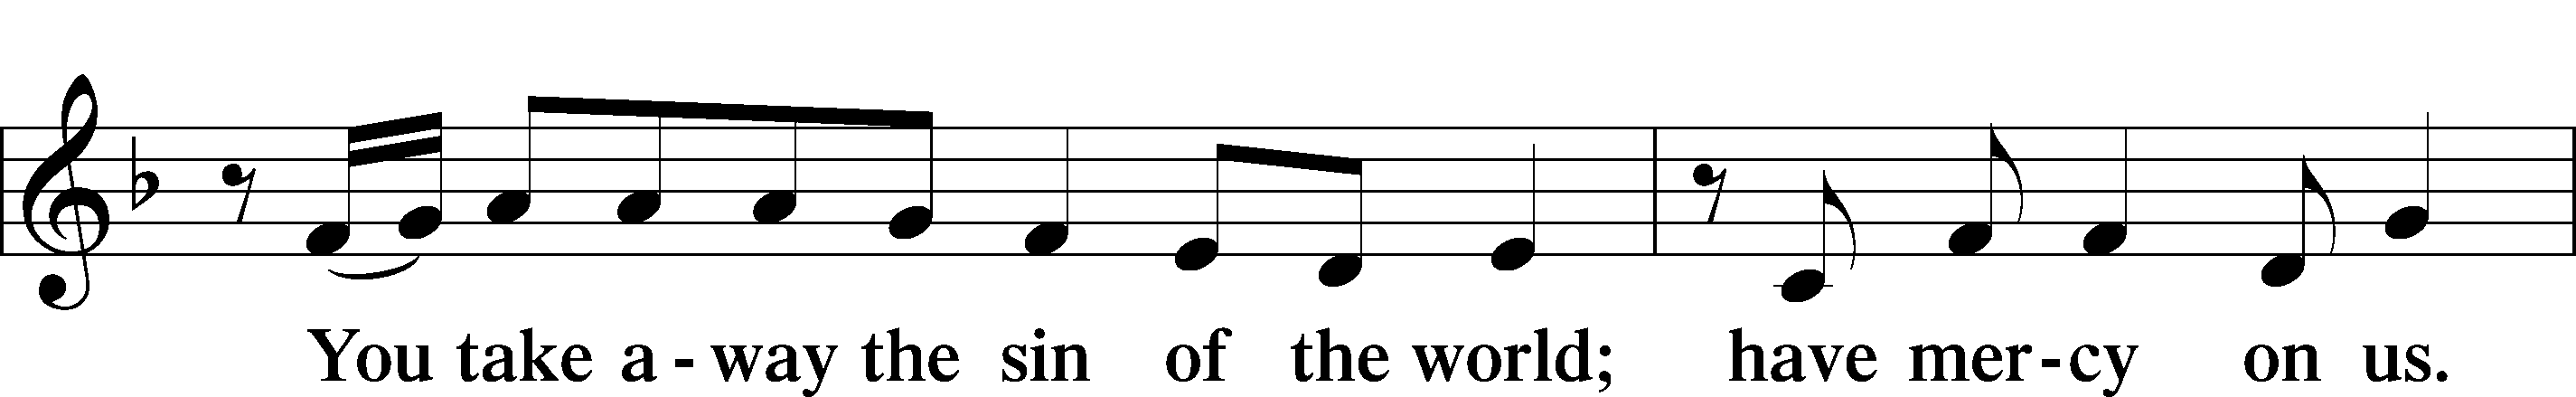 You take a - way the sin of the world; have mer - cy on us.